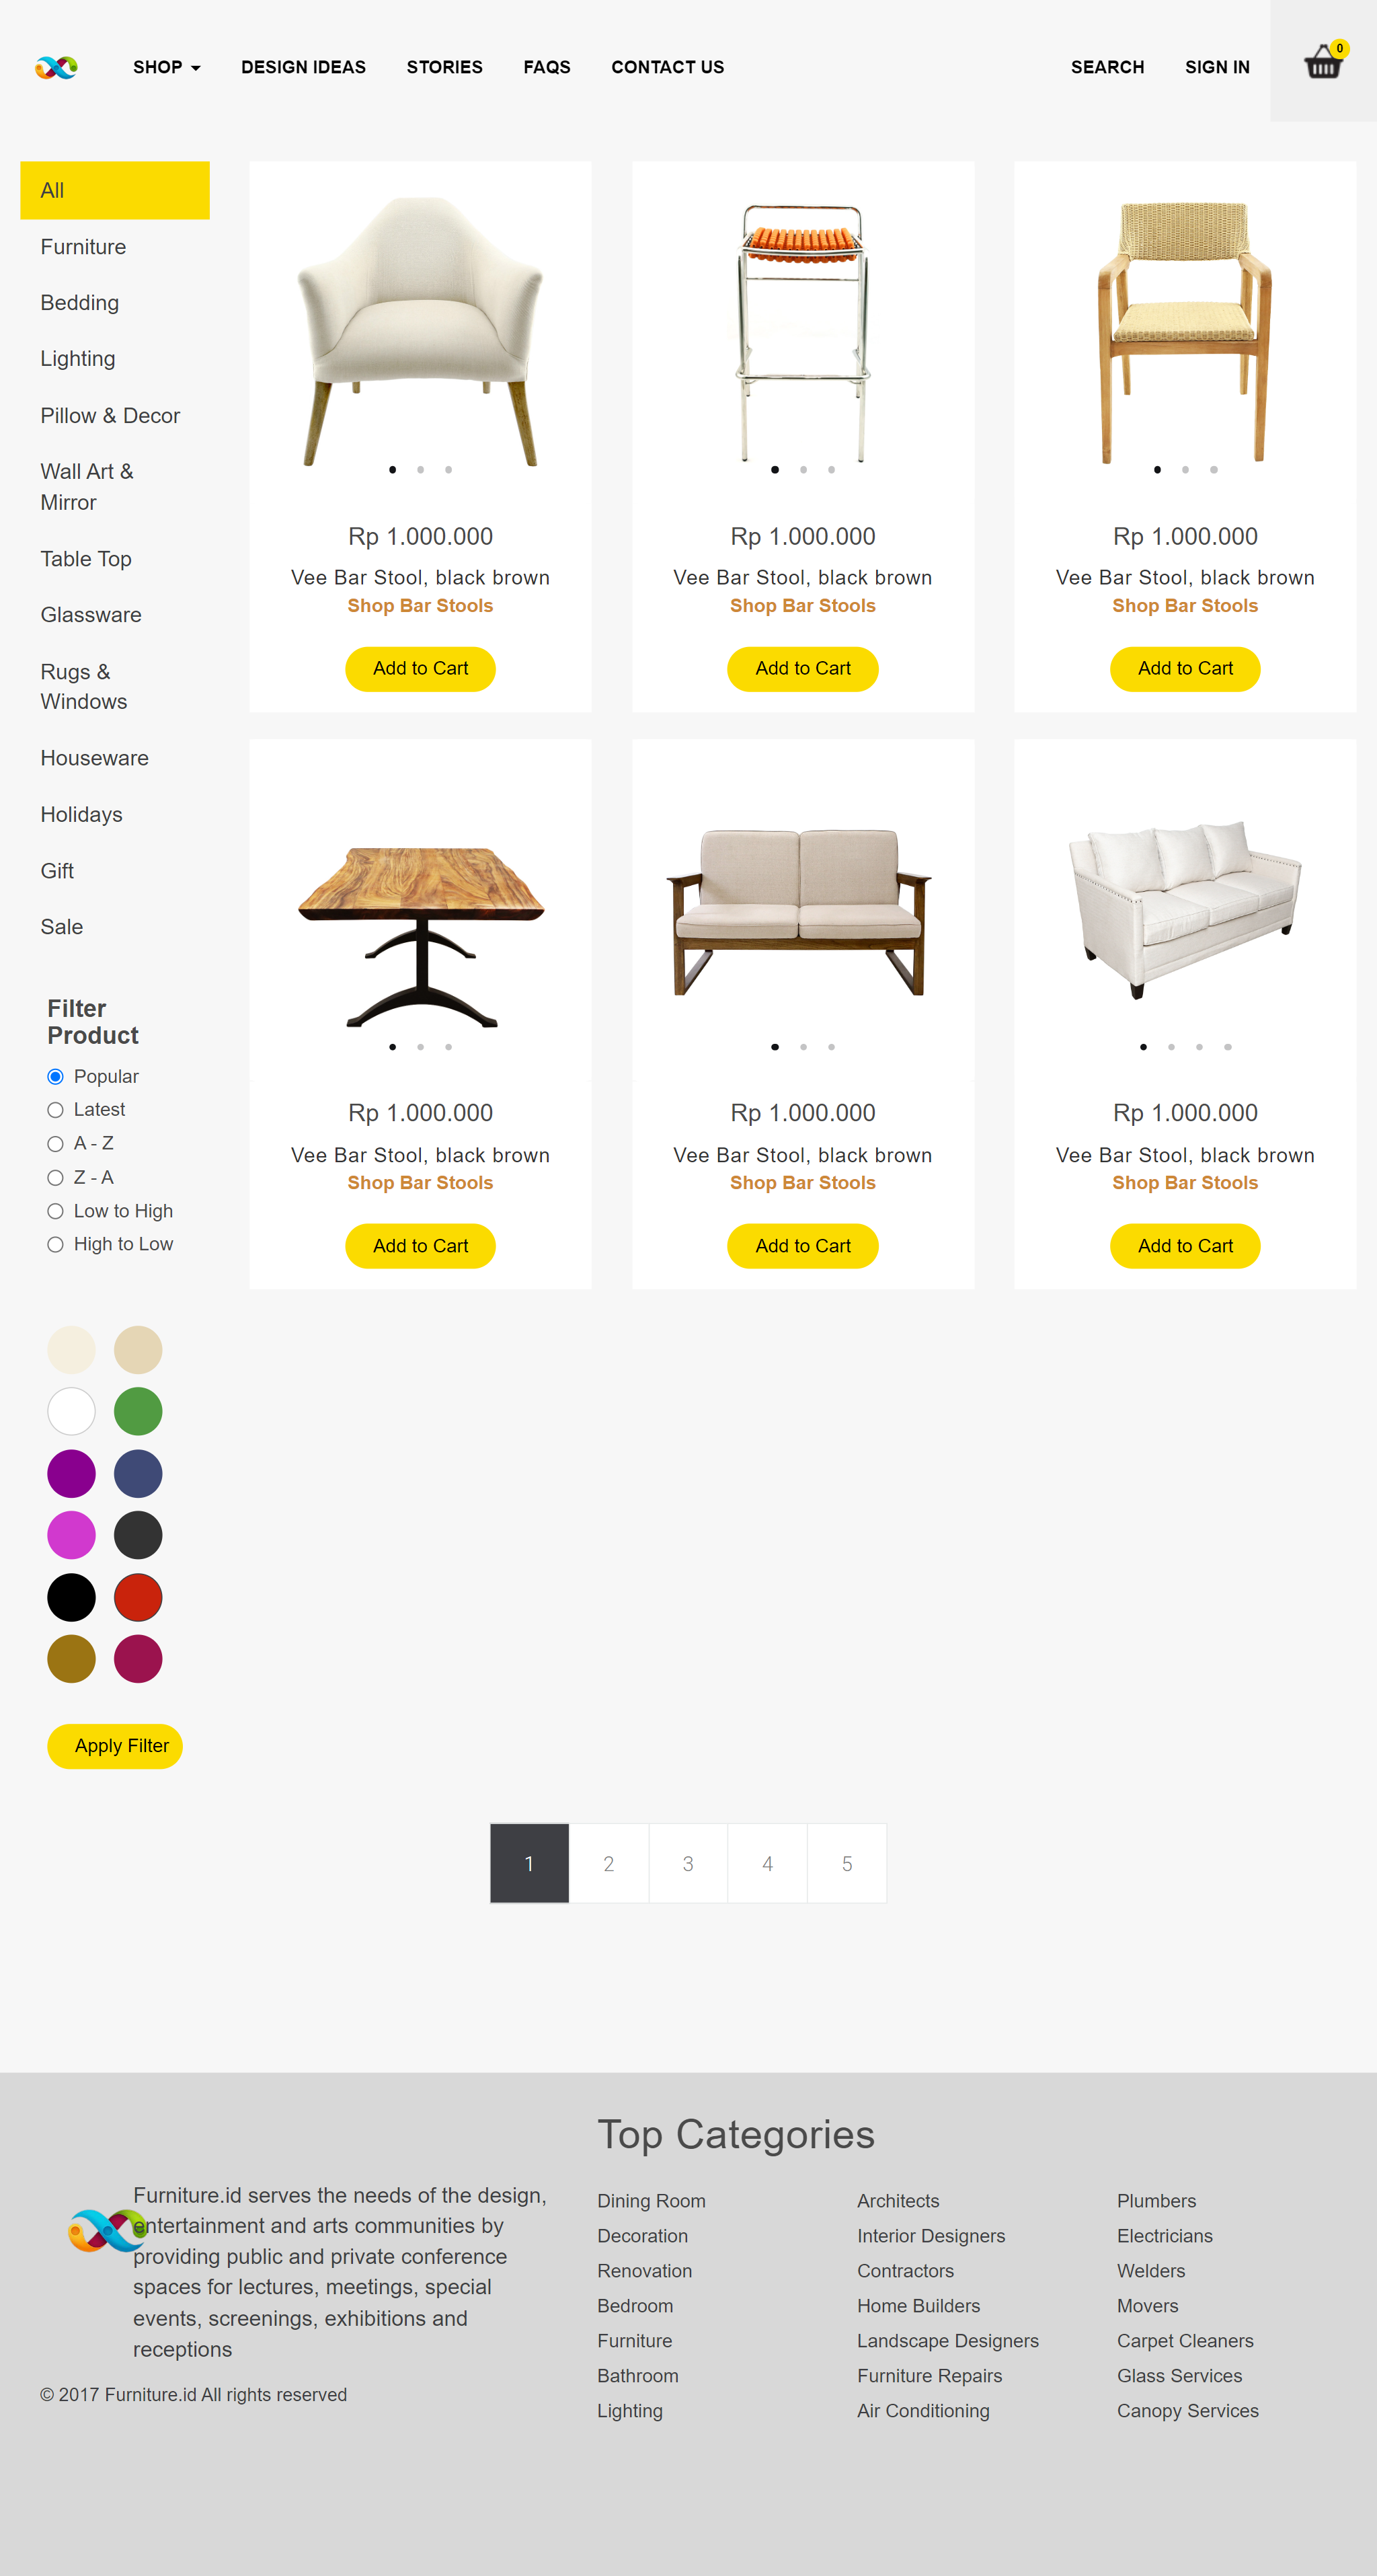 SHOP
DESIGN IDEAS
STORIES
FAQS
CONTACT US
SEARCH
SIGN IN
0
All
Furniture
Bedding
Lighting
Pillow & Decor
Wall Art &
Mirror
Table Top
Glassware
Rugs &
Windows
Houseware
Holidays
Gift
Sale
Filter
Product
Popular
Latest
A - Z
Z - A
Low to High
High to Low
Apply Filter
Rp 1.000.000
Vee Bar Stool, black brown
Shop Bar Stools
Add to Cart
Rp 1.000.000
Vee Bar Stool, black brown
Shop Bar Stools
Add to Cart
Rp 1.000.000
Vee Bar Stool, black brown
Shop Bar Stools
Add to Cart
Rp 1.000.000
Vee Bar Stool, black brown
Shop Bar Stools
Add to Cart
Rp 1.000.000
Vee Bar Stool, black brown
Shop Bar Stools
Add to Cart
Rp 1.000.000
Vee Bar Stool, black brown
Shop Bar Stools
Add to Cart
1
2
3
4
5
Furniture.id serves the needs of the design,
entertainment and arts communities by
providing public and private conference
spaces for lectures, meetings, special
events, screenings, exhibitions and
receptions
© 2017 Furniture.id All rights reserved
Top Categories
Dining Room
Decoration
Renovation
Bedroom
Furniture
Bathroom
Lighting
Architects
Interior Designers
Contractors
Home Builders
Landscape Designers
Furniture Repairs
Air Conditioning
Plumbers
Electricians
Welders
Movers
Carpet Cleaners
Glass Services
Canopy Services